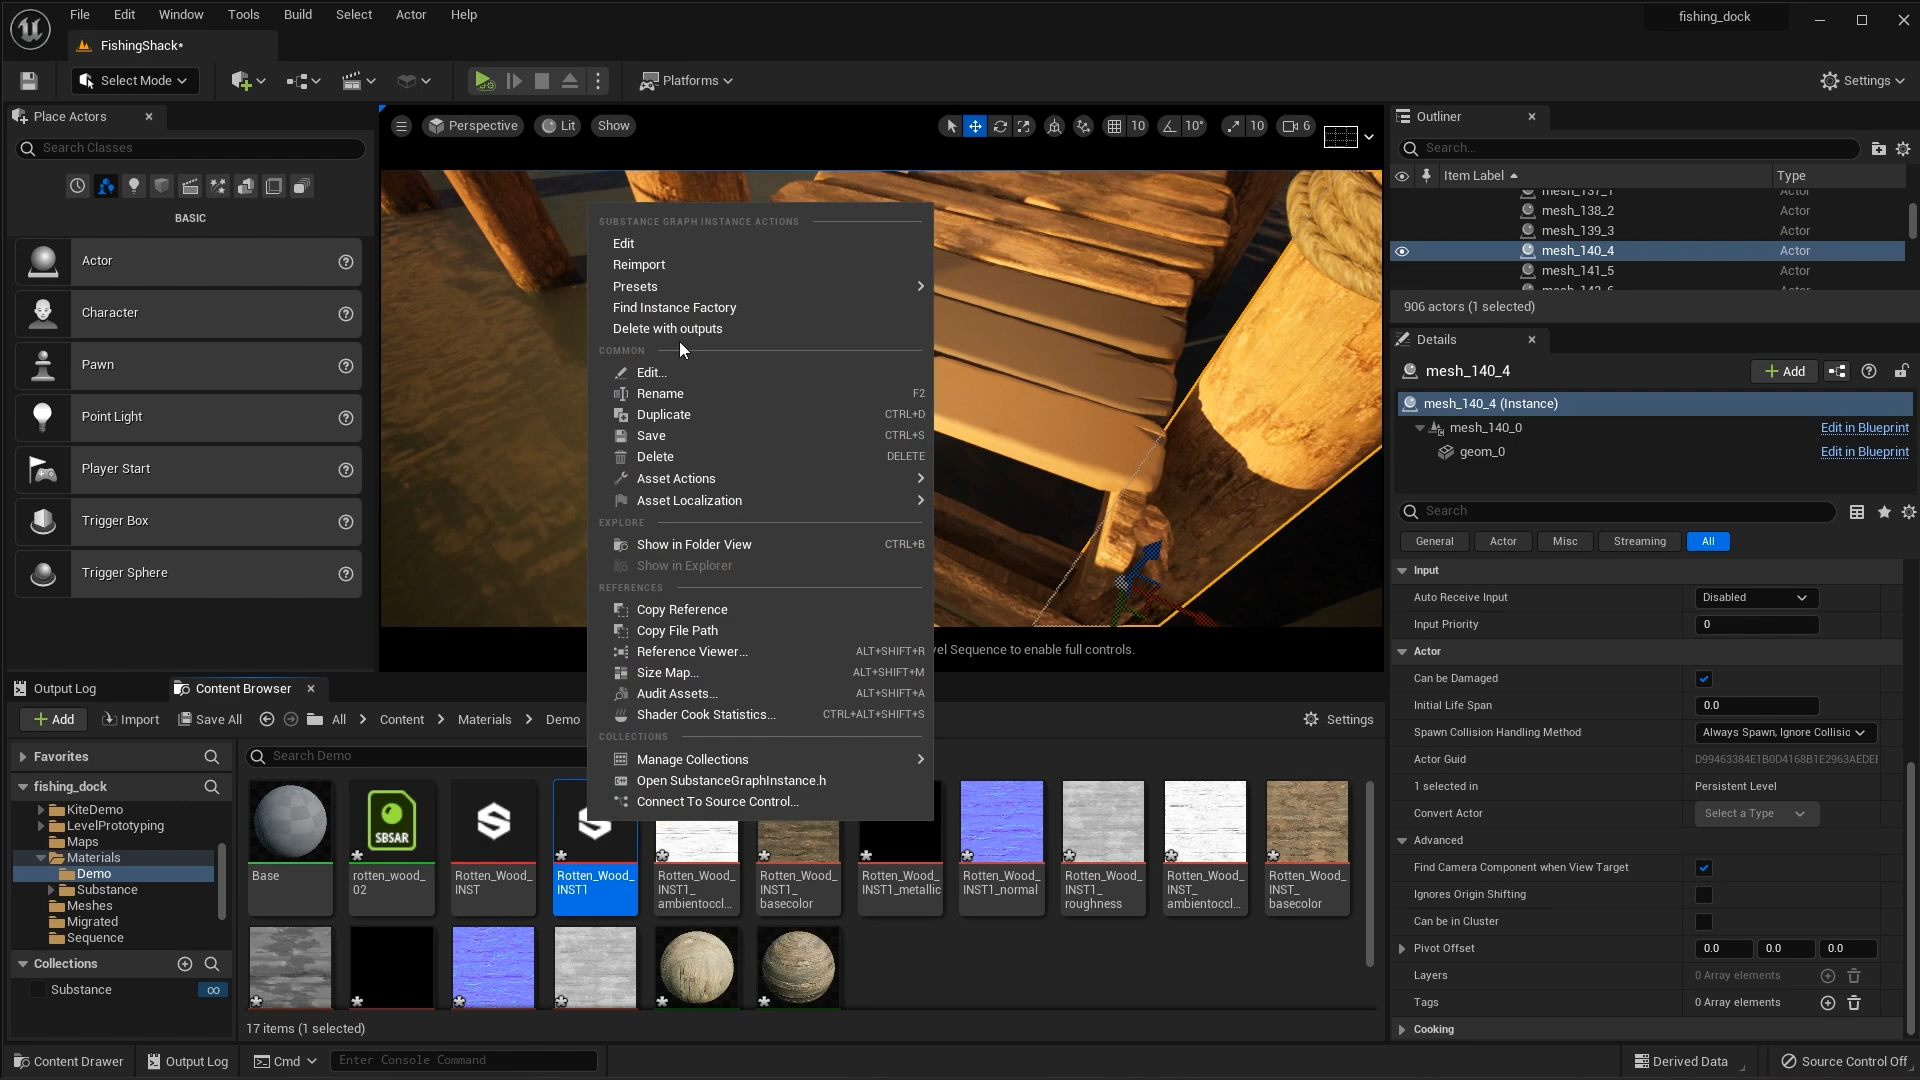 File Edit Window Tools Build Select Actor Help
fishing_dock
FishingShack*
Select Mode
Platforms
Settings
Place Actors
Search Classes
BASIC
Actor
Character
Pawn
Point Light
Player Start
Trigger Box
Trigger Sphere
Perspective Lit Show
10 10° 10 6
SUBSTANCE GRAPH INSTANCE ACTIONS
Edit
Reimport
Presets
Find Instance Factory
Delete with outputs
COMMON
Edit...
Rename F2
Duplicate CTRL+D
Save CTRL+S
Delete DELETE
Asset Actions
Asset Localization
EXPLORE
Show in Folder View CTRL+B
Show in Explorer
REFERENCES
Copy Reference
Copy File Path
Reference Viewer... ALT+SHIFT+R
Size Map... ALT+SHIFT+M
Audit Assets... ALT+SHIFT+A
Shader Cook Statistics... CTRL+ALT+SHIFT+S
COLLECTIONS
Manage Collections
Open SubstanceGraphInstance.h
Connect To Source Control...
vel Sequence to enable full controls.
Outliner
Search...
Item Label Type
mesh_137_1 Actor
mesh_138_2 Actor
mesh_139_3 Actor
mesh_140_4 Actor
mesh_141_5 Actor
906 actors (1 selected)
Details
mesh_140_4
Add
mesh_140_4 (Instance)
mesh_140_0 Edit in Blueprint
geom_0 Edit in Blueprint
Search
General Actor Misc Streaming All
Input
Auto Receive Input Disabled
Input Priority 0
Actor
Can be Damaged
Initial Life Span 0.0
Spawn Collision Handling Method Always Spawn, Ignore Collisic
Actor Guid D99463384E1B0D4168B1E2963AEDEE
1 selected in Persistent Level
Convert Actor Select a Type
Advanced
Find Camera Component when View Target
Ignores Origin Shifting
Can be in Cluster
Pivot Offset 0.0 0.0 0.0
Layers 0 Array elements
Tags 0 Array elements
Cooking
Output Log Content Browser
Add Import Save All All Content Materials Demo
Settings
Favorites
Search Demo
fishing_dock
KiteDemo
LevelPrototyping
Maps
Materials
Demo
Substance
Meshes
Migrated
Sequence
Collections
Substance
SBSAR
Base
rotten_wood_
02
Rotten_Wood_
INST
Rotten_Wood_
INST1
Rotten_Wood_
INST1_
ambientoccl...
Rotten_Wood_
INST1_
basecolor
Rotten_Wood_
INST1_metallic
Rotten_Wood_
INST1_normal
Rotten_Wood_
INST1_
roughness
Rotten_Wood_
INST_
ambientoccl...
Rotten_Wood_
INST_
basecolor
17 items (1 selected)
Content Drawer Output Log Cmd Enter Console Command
Derived Data Source Control Off